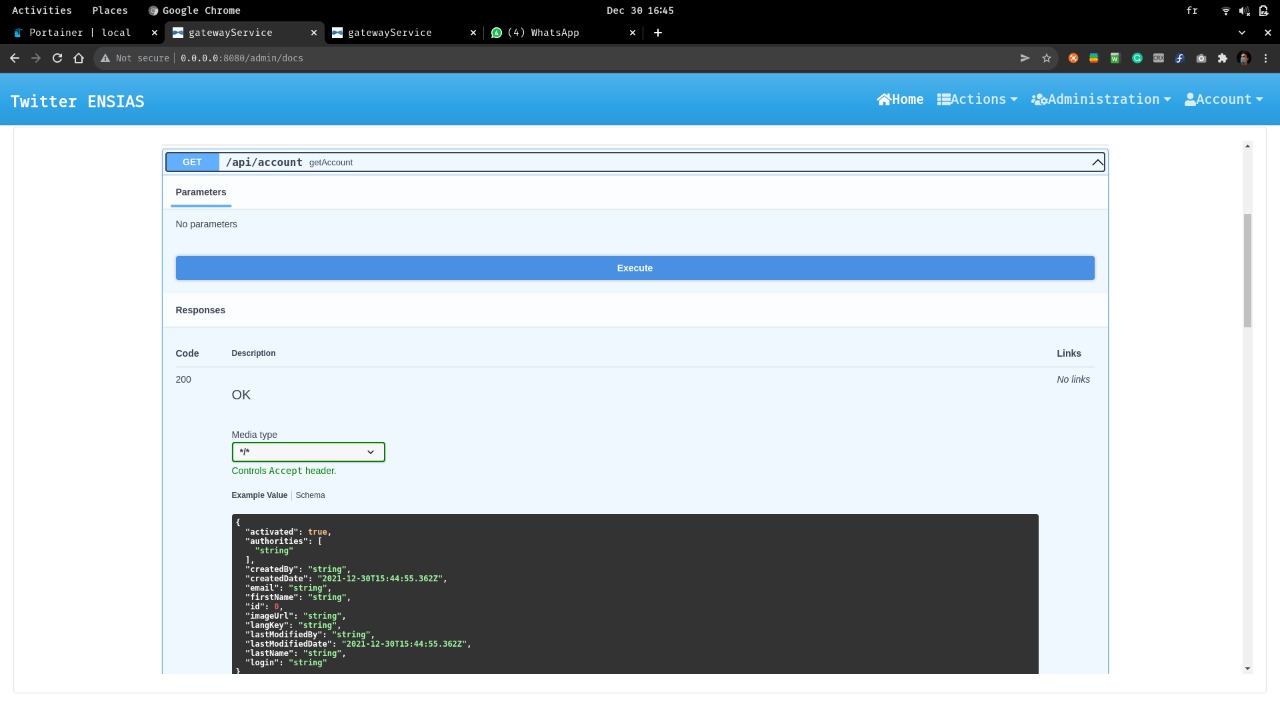 Activities Places Google Chrome Dec 30 16:45 fr
Portainer | local × gatewayService × gatewayService × (4) WhatsApp × +
Not secure | 0.0.0.0:8080/admin/docs
Twitter ENSIAS Home Actions Administration Account
GET /api/account getAccount
Parameters
No parameters
Execute
Responses
Code Description Links
200 No links
OK
Media type
*/*
Controls Accept header.
Example Value | Schema
{
"activated": true,
"authorities": [
"string"
],
"createdBy": "string",
"createdDate": "2021-12-30T15:44:55.362Z",
"email": "string",
"firstName": "string",
"id": 0,
"imageUrl": "string",
"langKey": "string",
"lastModifiedBy": "string",
"lastModifiedDate": "2021-12-30T15:44:55.362Z",
"lastName": "string",
"login": "string"
}